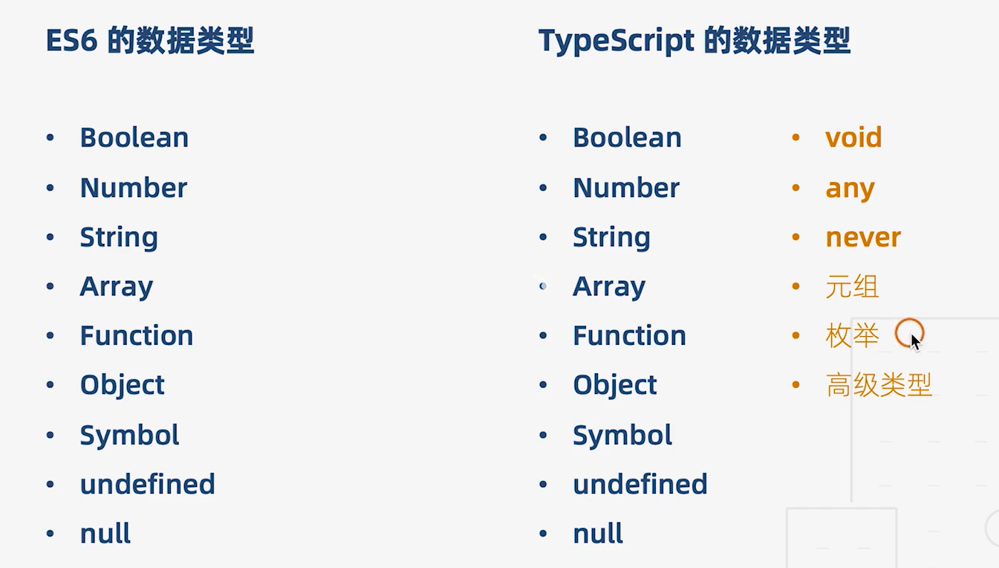 ES6 的数据类型
Boolean
Number
String
Array
Function
Object
Symbol
undefined
null
TypeScript 的数据类型
Boolean
Number
String
Array
Function
Object
Symbol
undefined
null
void
any
never
元组
枚举
高级类型